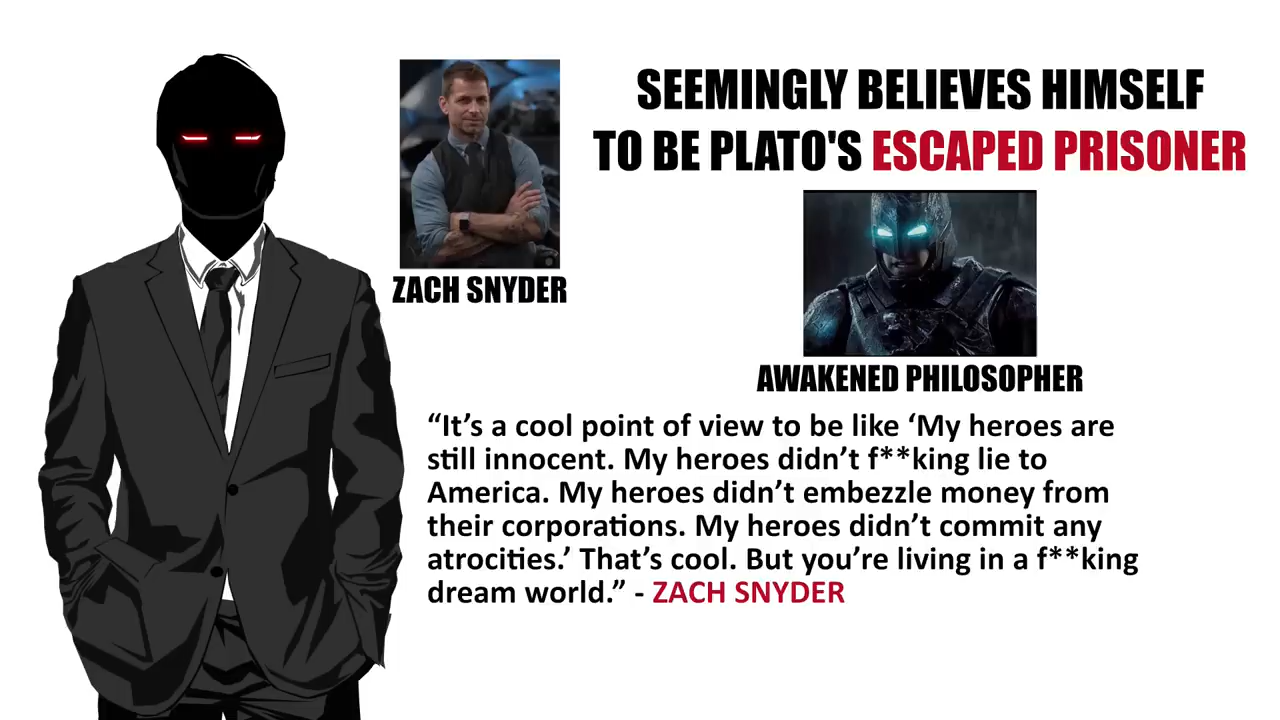 SEEMINGLY BELIEVES HIMSELF
TO BE PLATO'S ESCAPED PRISONER
ZACH SNYDER
AWAKENED PHILOSOPHER
“It’s a cool point of view to be like ‘My heroes are
still innocent. My heroes didn’t f**king lie to
America. My heroes didn’t embezzle money from
their corporations. My heroes didn’t commit any
atrocities.’ That’s cool. But you’re living in a f**king
dream world.” - ZACH SNYDER